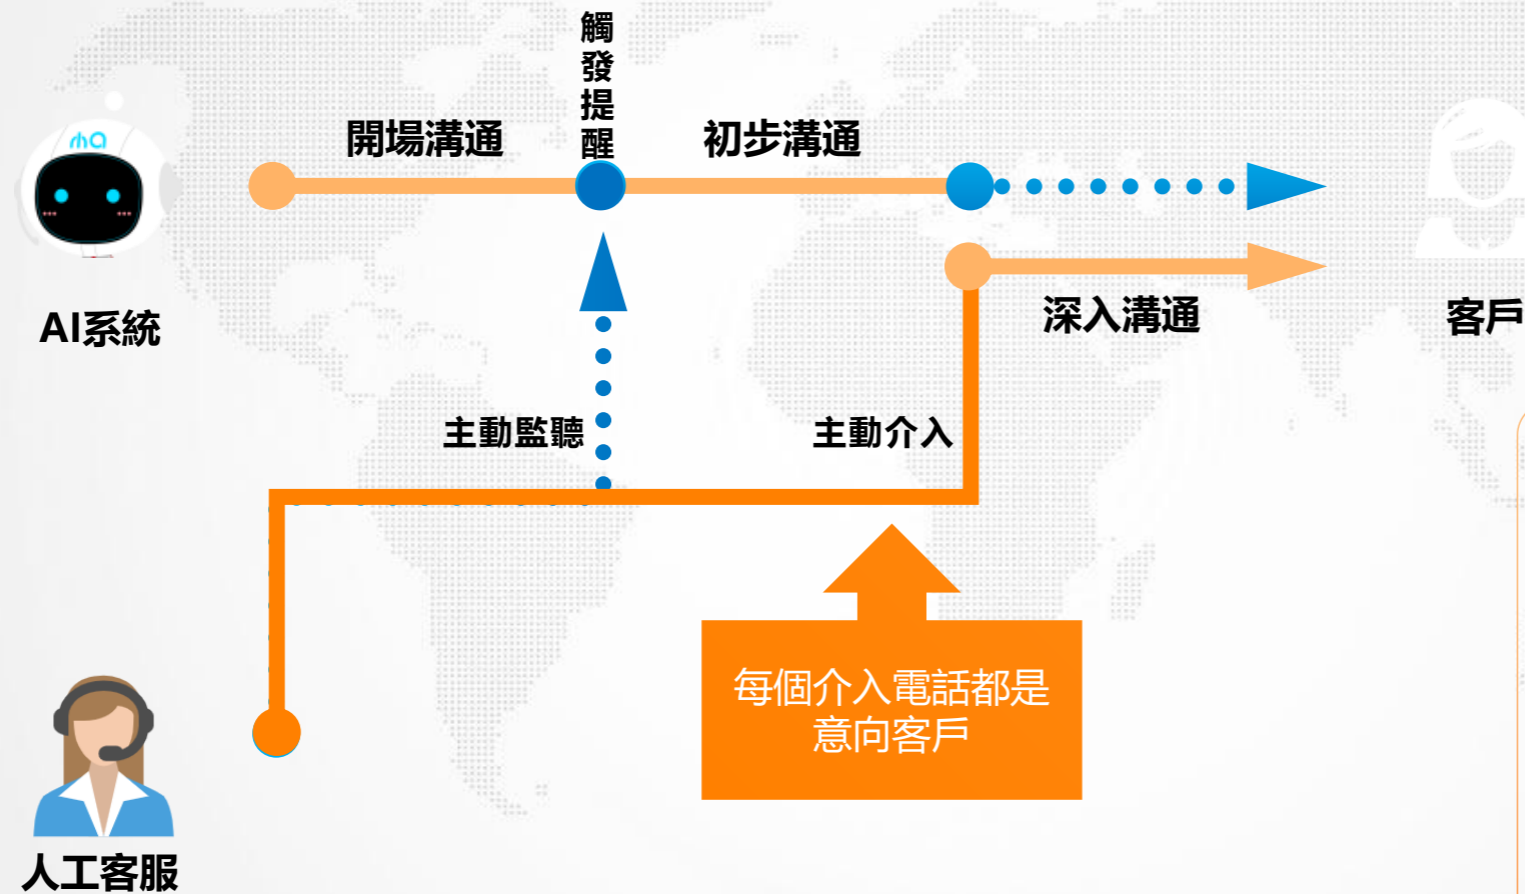 觸發提醒
開場溝通
初步溝通
AI系統
深入溝通
客戶
主動監聽
主動介入
每個介入電話都是
意向客戶
人工客服